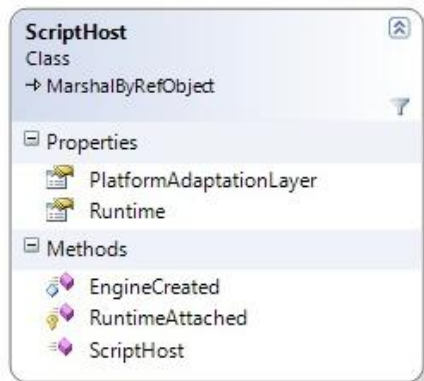 ScriptHost
Class
MarshalByRefObject
Properties
PlatformAdaptationLayer
Runtime
Methods
EngineCreated
RuntimeAttached
ScriptHost